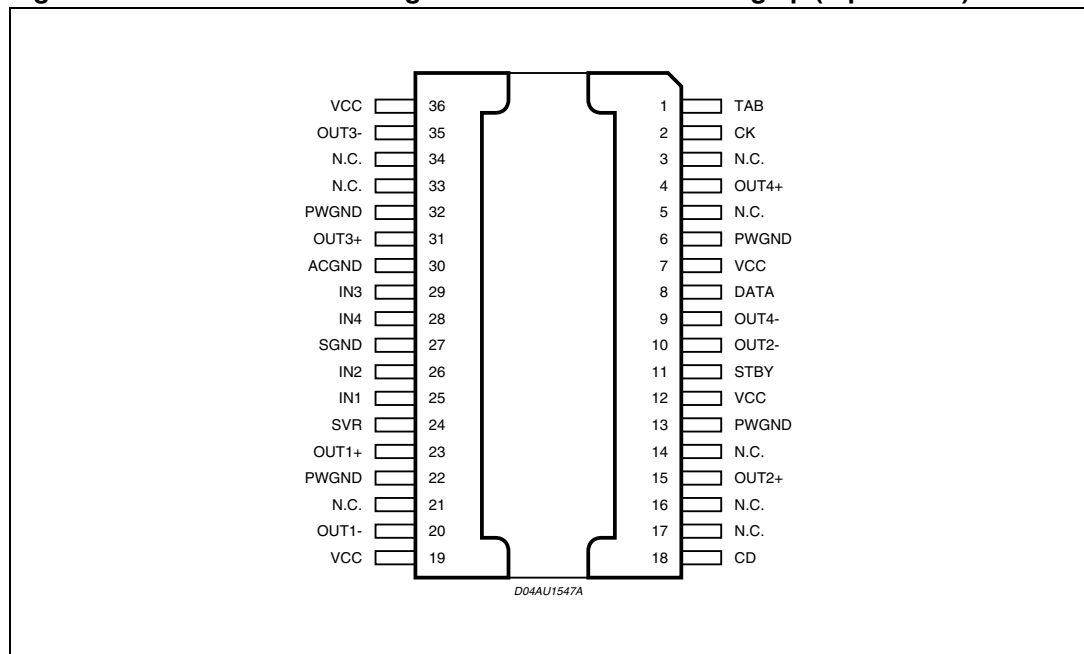 VCC 36 1 TAB
OUT3- 35 2 CK
N.C. 34 3 N.C.
N.C. 33 4 OUT4+
PWGND 32 5 N.C.
OUT3+ 31 6 PWGND
ACGND 30 7 VCC
IN3 29 8 DATA
IN4 28 9 OUT4-
SGND 27 10 OUT2-
IN2 26 11 STBY
IN1 25 12 VCC
SVR 24 13 PWGND
OUT1+ 23 14 N.C.
PWGND 22 15 OUT2+
N.C. 21 16 N.C.
OUT1- 20 17 N.C.
VCC 19 18 CD
D04AU1547A